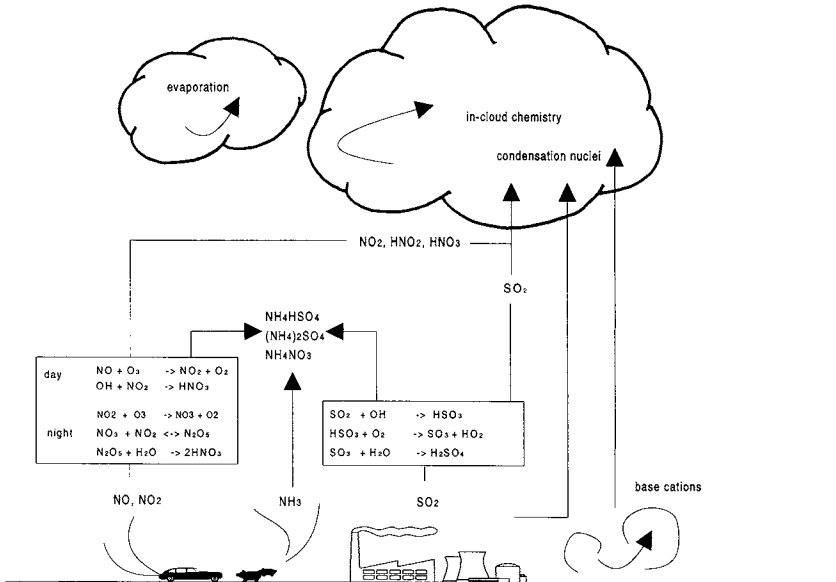 evaporation
in-cloud chemistry
condensation nuclei
NO2, HNO2, HNO3
SO2
NH4HSO4
(NH4)2SO4
NH4NO3
day NO + O3 -> NO2 + O2
OH + NO2 -> HNO3
NO2 + O3 -> NO3 + O2
night NO3 + NO2 <-> N2O5
N2O5 + H2O -> 2HNO3
SO2 + OH -> HSO3
HSO3 + O2 -> SO3 + HO2
SO3 + H2O -> H2SO4
NO, NO2
NH3
SO2
base cations